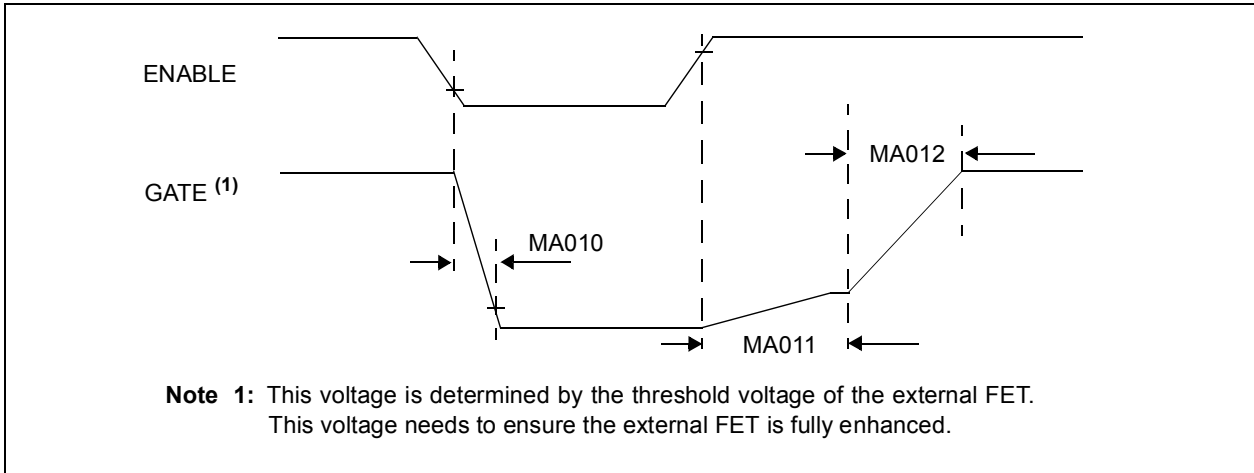 ENABLE
MA012
GATE (1)
MA010
MA011
Note 1: This voltage is determined by the threshold voltage of the external FET.
This voltage needs to ensure the external FET is fully enhanced.